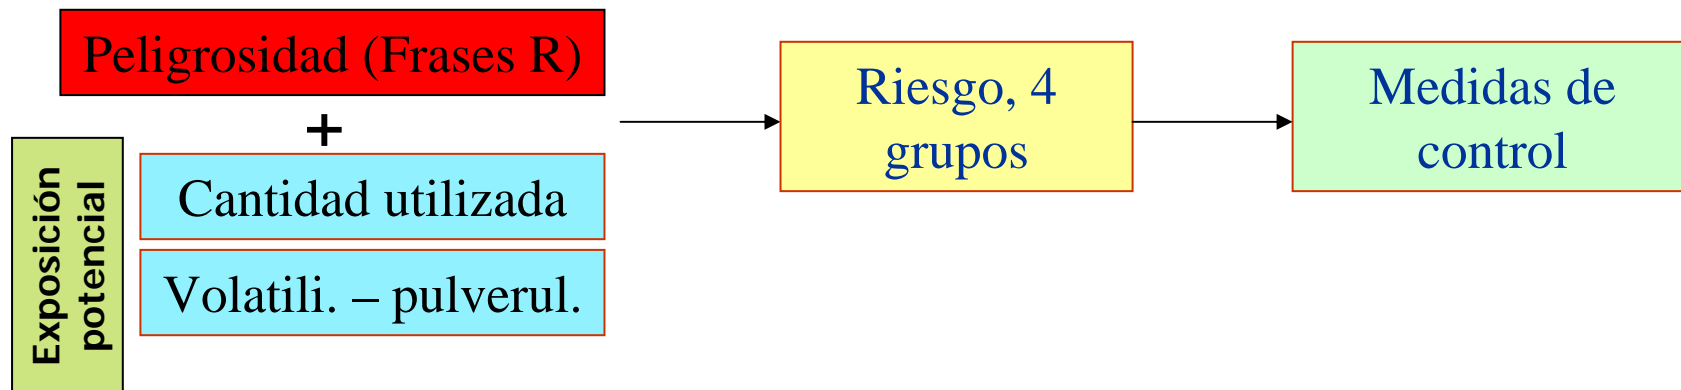 Peligrosidad (Frases R)
+
Exposición
potencial
Cantidad utilizada
Volatili. – pulverul.
Riesgo, 4
grupos
Medidas de
control